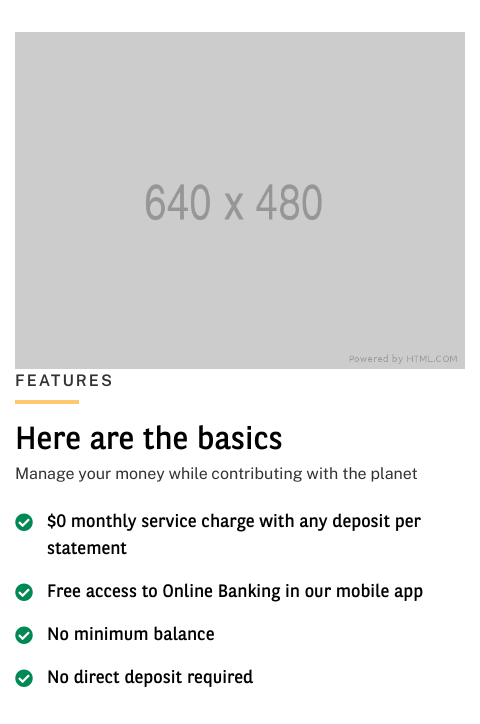 640 x 480
Powered by HTML.COM
FEATURES
Here are the basics
Manage your money while contributing with the planet
$0 monthly service charge with any deposit per
statement
Free access to Online Banking in our mobile app
No minimum balance
No direct deposit required